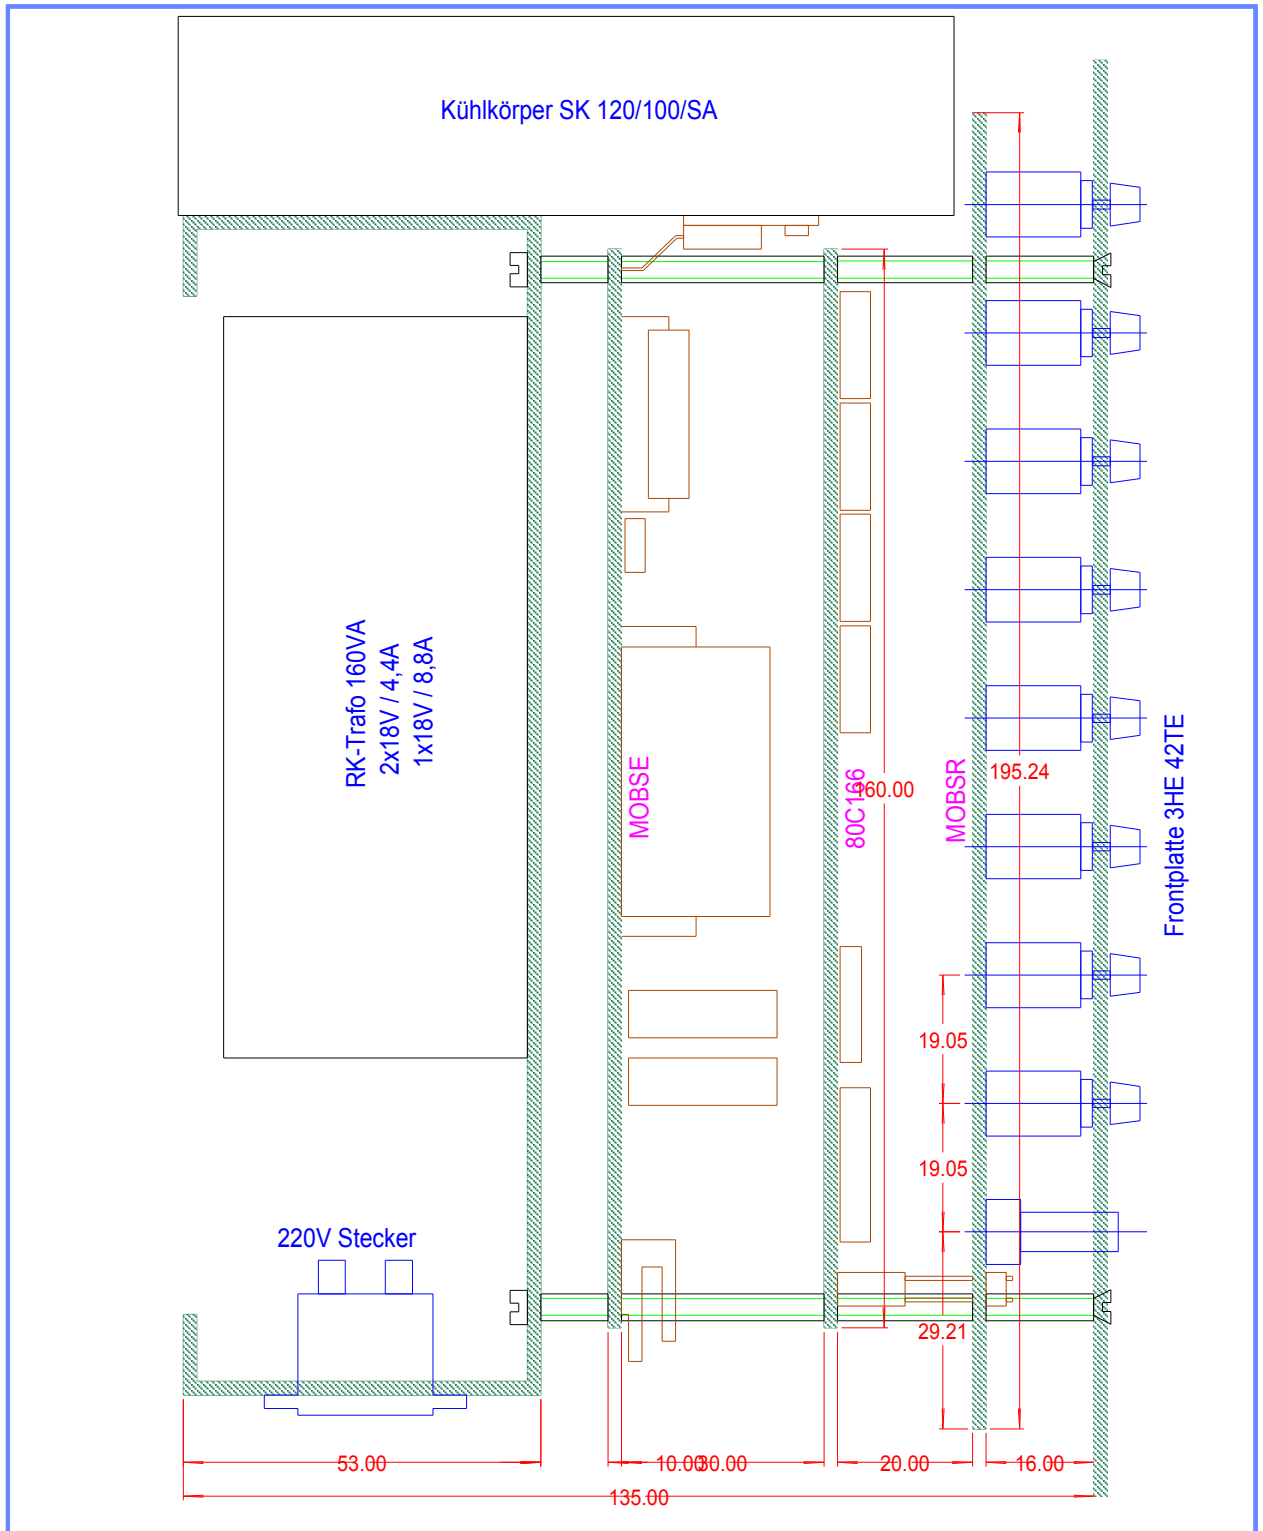 Kühlkörper SK 120/100/SA
RK-Trafo 160VA
2x18V / 4,4A
1x18V / 8,8A
MOBSE
80C166
160.00
MOBSR
195.24
Frontplatte 3HE 42TE
19.05
19.05
220V Stecker
29.21
53.00
10.00
30.00
20.00
16.00
135.00